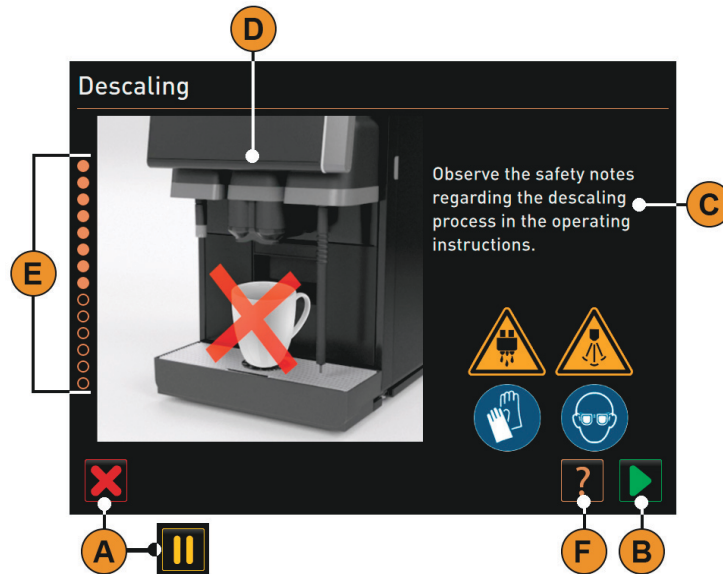 D
Descaling
Observe the safety notes
regarding the descaling
process in the operating
instructions.
C
E
?
A
F
B